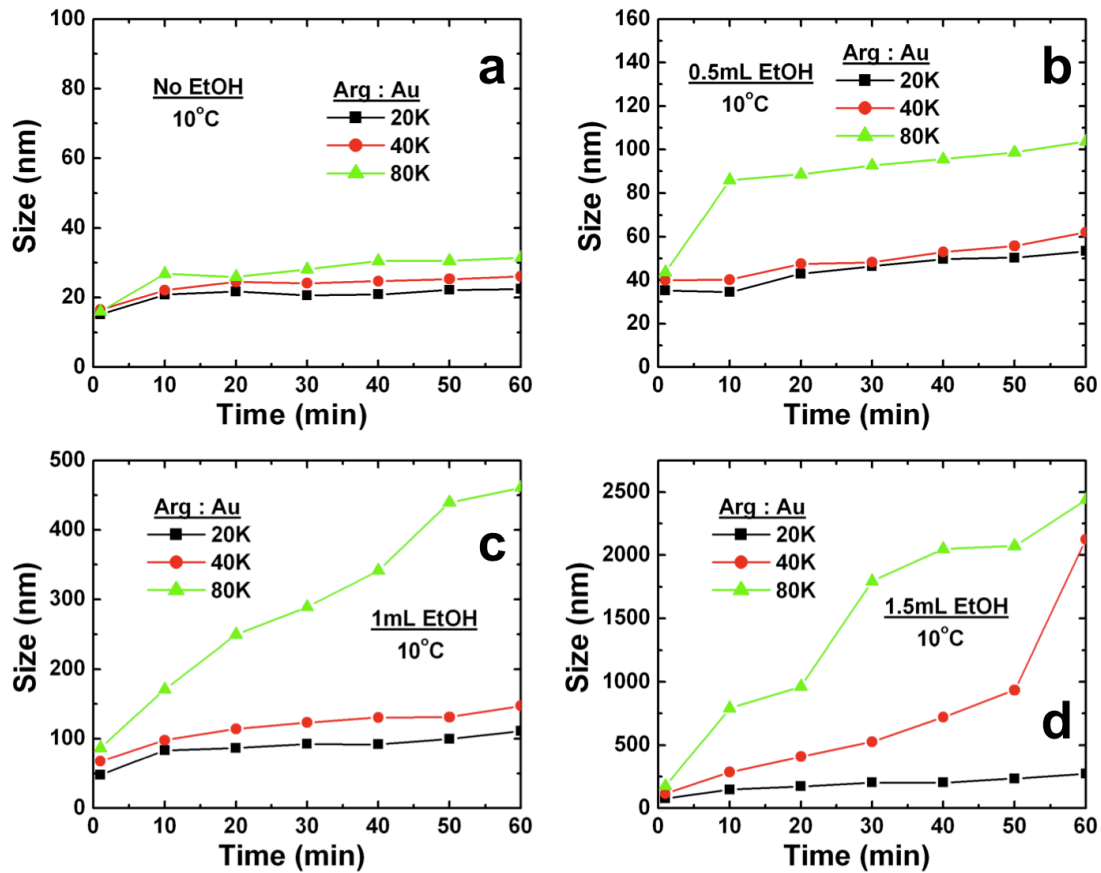 100
80
60
40
20
0
Size (nm)
No EtOH
10°C
Arg : Au
20K
40K
80K
a
0 10 20 30 40 50 60
Time (min)
160
140
120
100
80
60
40
20
0
Size (nm)
0.5mL EtOH
10°C
Arg : Au
20K
40K
80K
b
0 10 20 30 40 50 60
Time (min)
500
400
300
200
100
0
Size (nm)
Arg : Au
20K
40K
80K
c
1mL EtOH
10°C
0 10 20 30 40 50 60
Time (min)
2500
2000
1500
1000
500
0
Size (nm)
Arg : Au
20K
40K
80K
1.5mL EtOH
10°C
d
0 10 20 30 40 50 60
Time (min)